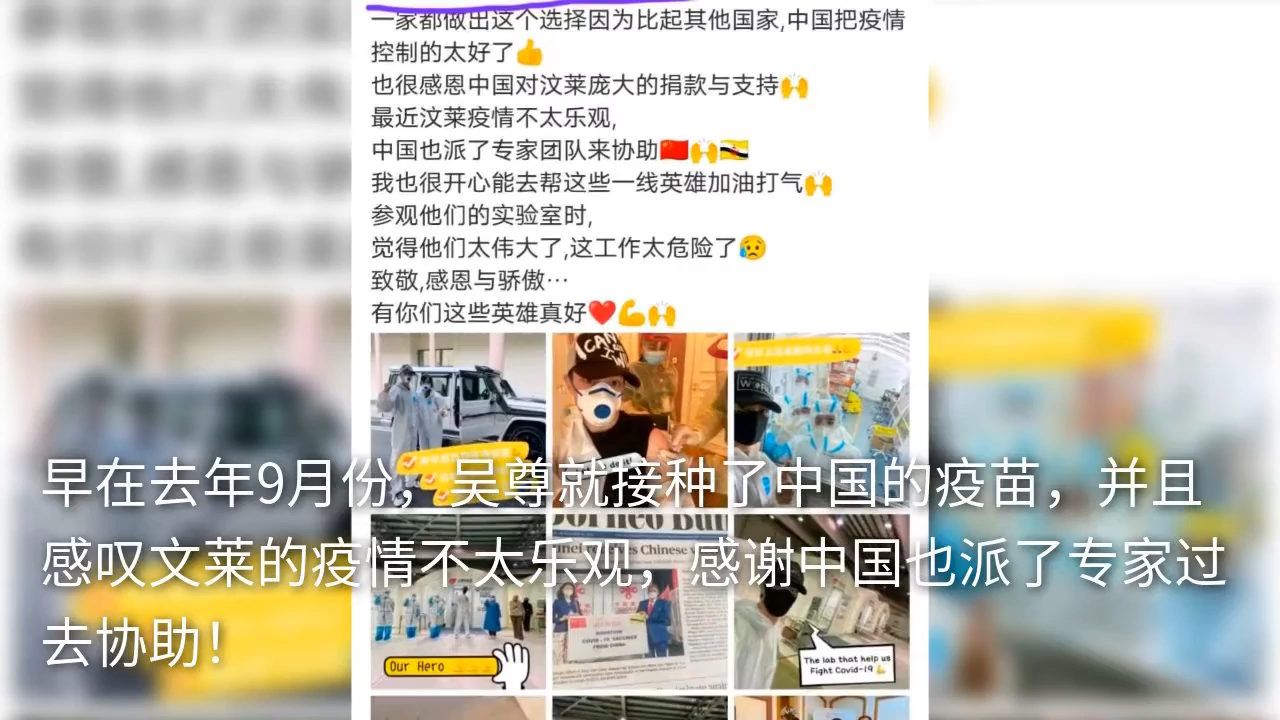 一家都做出这个选择因为比起其他国家,中国把疫情
控制的太好了👍
也很感恩中国对汶莱庞大的捐款与支持🙌
最近汶莱疫情不太乐观,
中国也派了专家团队来协助🇨🇳🙌🇧🇳
我也很开心能去帮这些一线英雄加油打气🙌
参观他们的实验室时,
觉得他们太伟大了,这工作太危险了😥
致敬,感恩与骄傲…
有你们这些英雄真好❤️💪🙌
早在去年9月份，吴尊就接种了中国的疫苗，并且
感叹文莱的疫情不太乐观，感谢中国也派了专家过
去协助！
Our Hero
Chinese
The lab that help us
Fight Covid-19 💪